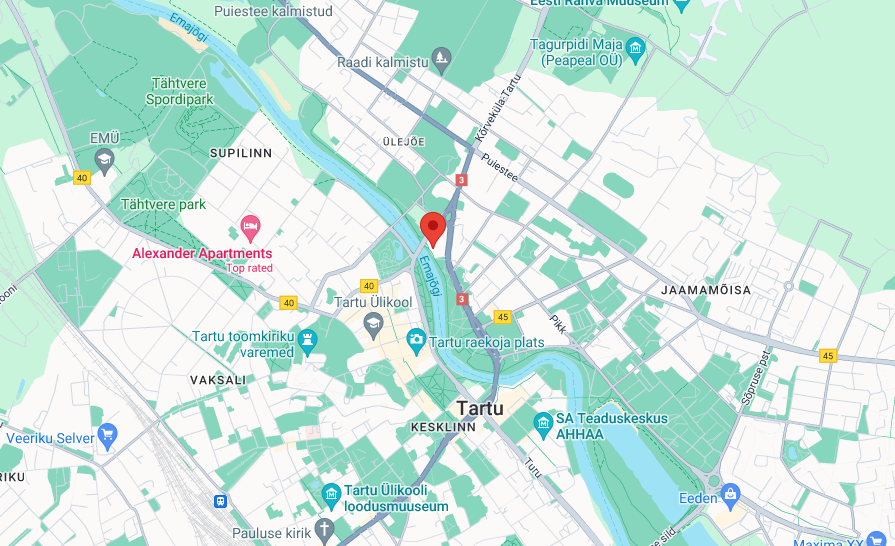 Eesti Rahva Muuseum
Puiestee kalmistud
Emajõgi
Tagurpidi Maja
(Peapeal OÜ)
Raadi kalmistu
Tähtvere
Spordipark
Kõrveküla-Tartu
EMÜ
ÜLEJÕE
SUPILINN
Puiestee
40
3
Tähtvere park
Alexander Apartments
Top rated
Emajõgi
40
JAAMAMÕISA
40
Tartu Ülikool
3
45
Pikk
Tartu toomkiriku
varemed
Tartu raekoja plats
45
Sõpruse pst
VAKSALI
Tartu
KESKLINN
SA Teaduskeskus
AHHAA
Veeriku Selver
Turu
Tartu Ülikooli
loodusmuuseum
Eeden
Pauluse kirik
Maxima XX